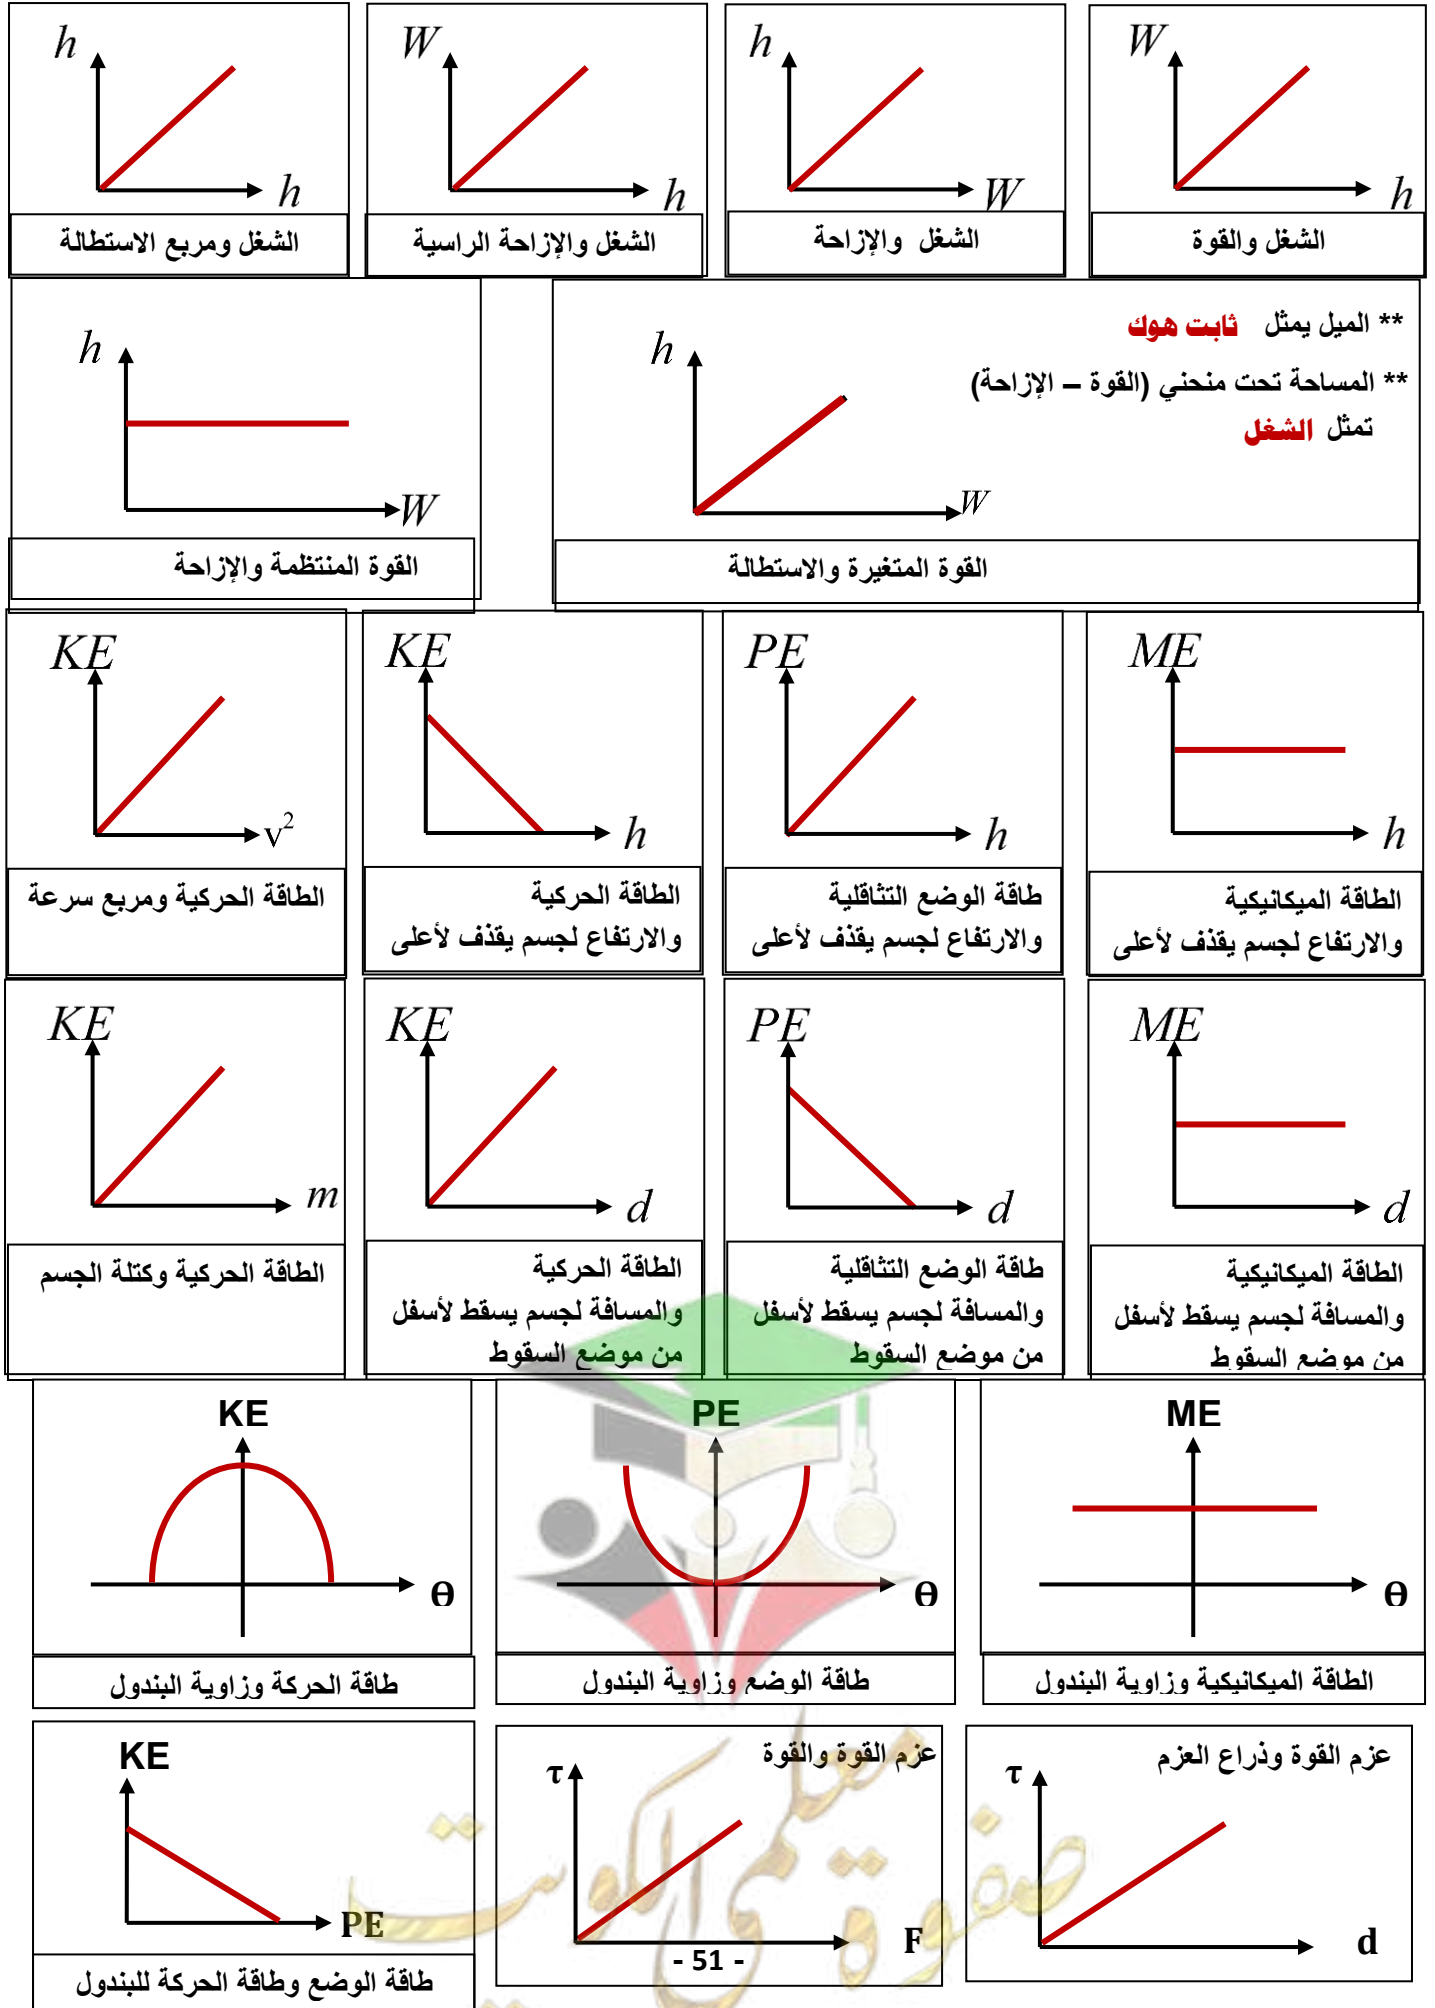 W
h
الشغل والقوة
h
W
الشغل والإزاحة
W
h
الشغل والإزاحة الراسية
h
h
الشغل ومربع الاستطالة
** الميل يمثل ثابت هوك
** المساحة تحت منحني (القوة – الإزاحة)
تمثل الشغل
h
W
القوة المتغيرة والاستطالة
h
W
القوة المنتظمة والإزاحة
ME
h
الطاقة الميكانيكية
والارتفاع لجسم يقذف لأعلى
PE
h
طاقة الوضع التثاقلية
والارتفاع لجسم يقذف لأعلى
KE
h
الطاقة الحركية
والارتفاع لجسم يقذف لأعلى
KE
v²
الطاقة الحركية ومربع سرعة
ME
d
الطاقة الميكانيكية
والمسافة لجسم يسقط لأسفل
من موضع السقوط
PE
d
طاقة الوضع التثاقلية
والمسافة لجسم يسقط لأسفل
من موضع السقوط
KE
d
الطاقة الحركية
والمسافة لجسم يسقط لأسفل
من موضع السقوط
KE
m
الطاقة الحركية وكتلة الجسم
ME
θ
الطاقة الميكانيكية وزاوية البندول
PE
θ
طاقة الوضع وزاوية البندول
KE
θ
طاقة الحركة وزاوية البندول
عزم القوة وذراع العزم
τ
d
عزم القوة والقوة
τ
F
KE
PE
طاقة الوضع وطاقة الحركة للبندول
صفوة معلمي الكويت
- 51 -